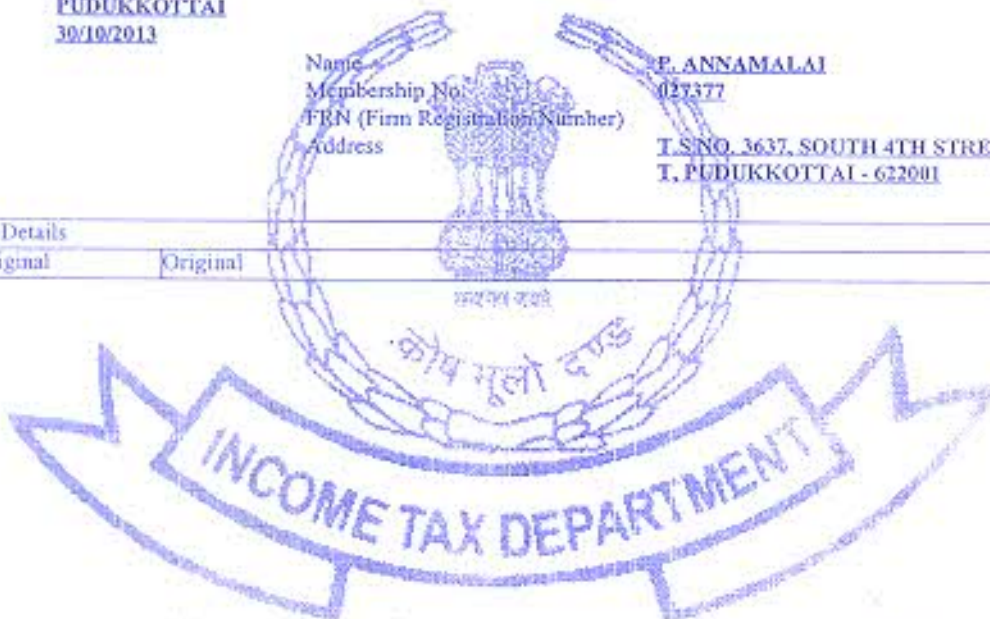 PUDUKKOTTAI
30/10/2013
Name P. ANNAMALAI
Membership No. 027377
FRN (Firm Registration Number)
Address T.S.NO. 3637, SOUTH 4TH STRE
T, PUDUKKOTTAI - 622001
Details
iginal Original
सत्यमेव जयते
कोष मूलो दण्ड
INCOME TAX DEPARTMENT